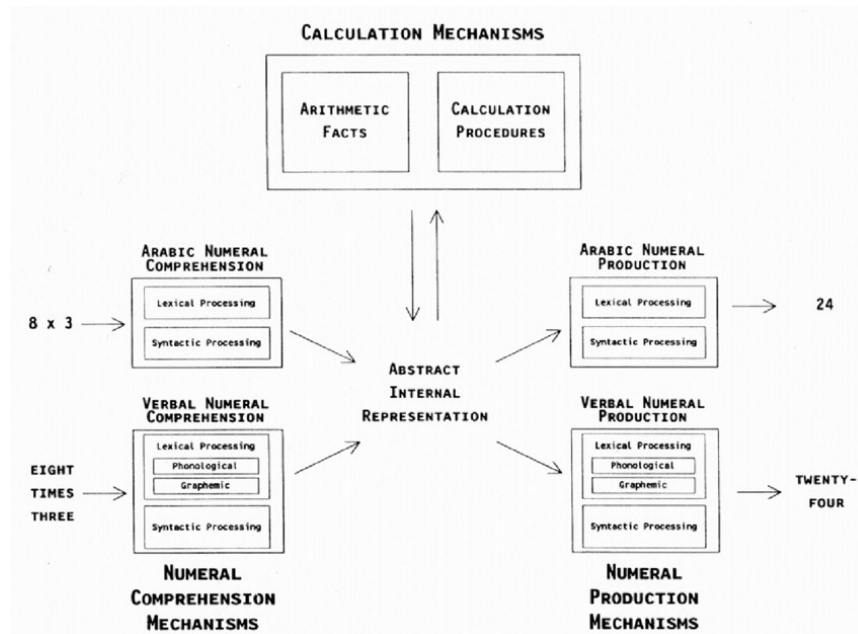 CALCULATION MECHANISMS
ARITHMETIC
FACTS
CALCULATION
PROCEDURES
ARABIC NUMERAL
COMPREHENSION
Lexical Processing
Syntactic Processing
8 x 3
VERBAL NUMERAL
COMPREHENSION
Lexical Processing
Phonological
Graphemic
Syntactic Processing
EIGHT
TIMES
THREE
NUMERAL
COMPREHENSION
MECHANISMS
ABSTRACT
INTERNAL
REPRESENTATION
ARABIC NUMERAL
PRODUCTION
Lexical Processing
Syntactic Processing
24
VERBAL NUMERAL
PRODUCTION
Lexical Processing
Phonological
Graphemic
Syntactic Processing
TWENTY-
FOUR
NUMERAL
PRODUCTION
MECHANISMS